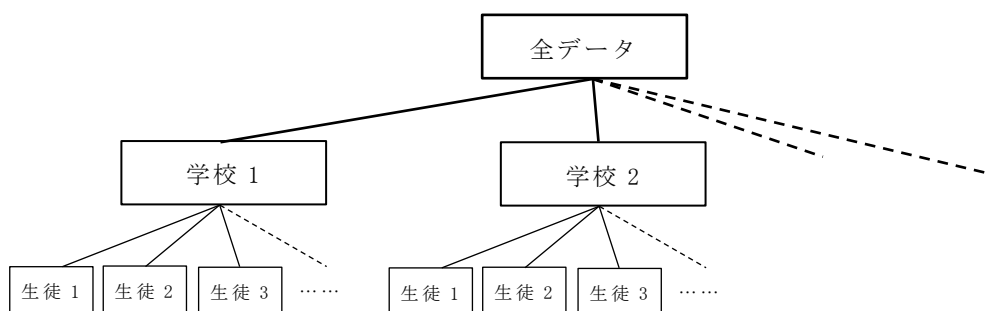 全データ
学校 1
学校 2
生徒 1
生徒 2
生徒 3
……
生徒 1
生徒 2
生徒 3
……